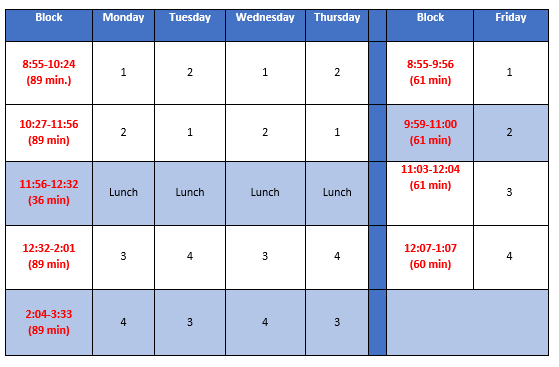 Block Monday Tuesday Wednesday Thursday Block Friday
8:55-10:24
(89 min.) 1 2 1 2 8:55-9:56
(61 min) 1
10:27-11:56
(89 min) 2 1 2 1 9:59-11:00
(61 min) 2
11:56-12:32
(36 min) Lunch Lunch Lunch Lunch 11:03-12:04
(61 min) 3
12:32-2:01
(89 min) 3 4 3 4 12:07-1:07
(60 min) 4
2:04-3:33
(89 min) 4 3 4 3